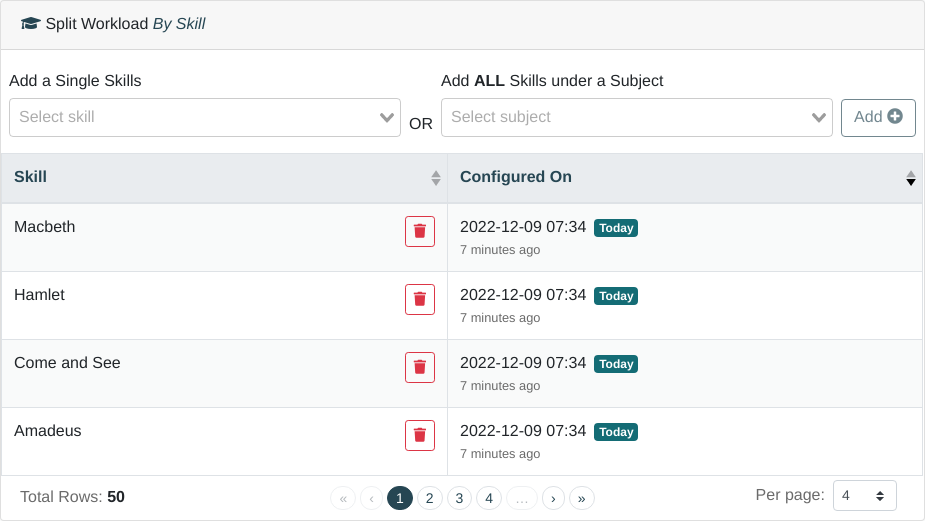 Split Workload By Skill
Add a Single Skills
Add ALL Skills under a Subject
Select skill
OR
Select subject
Add
Skill
Configured On
Macbeth
2022-12-09 07:34 Today
7 minutes ago
Hamlet
2022-12-09 07:34 Today
7 minutes ago
Come and See
2022-12-09 07:34 Today
7 minutes ago
Amadeus
2022-12-09 07:34 Today
7 minutes ago
Total Rows: 50
« ‹ 1 2 3 4 … › »
Per page: 4